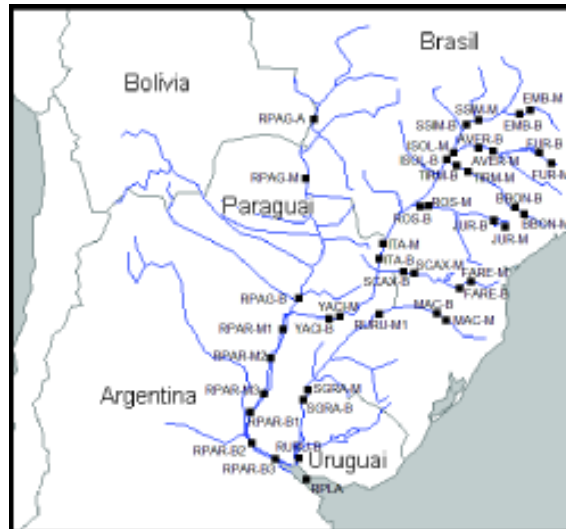 Brasil
Bolívia
EMB-M
SSIM-M
RPAG-A
EMB-B
SSIM-B
AVER-B
ISOL-M
FUR-B
ISOL-B
AVER-M
FUR-M
TIRM-B
RPAG-M
TIRM-M
Paraguai
ROS-M
BBON-B
ROS-B
JUR-B
BBON-M
JUR-M
ITA-M
ITA-B
SCAX-M
FARE-M
SCAX-B
FARE-B
RPAG-B
YACI-M
MAC-B
RPAR-M1
YACI-B
RURU-M1
MAC-M
RPAR-M2
Argentina
RPAR-M3
SGRA-M
SGRA-B
RPAR-B1
RPAR-B2
RURU-B
Uruguai
RPAR-B3
RPLA